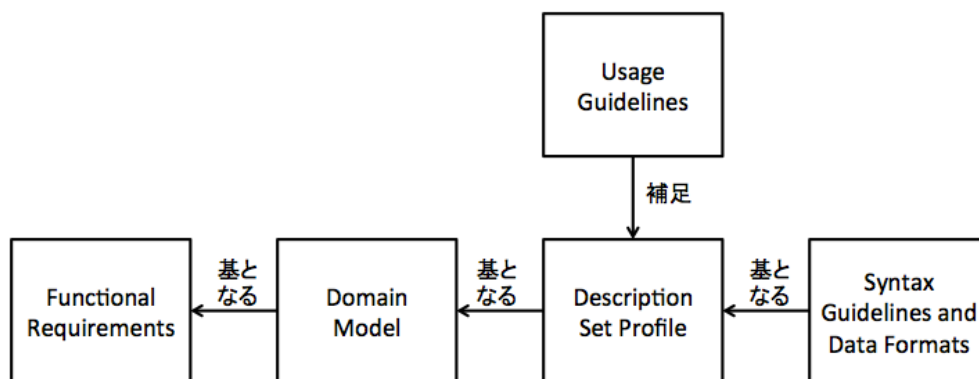 Usage
Guidelines
補足
Functional
Requirements
基と
なる
Domain
Model
基と
なる
Description
Set Profile
基と
なる
Syntax
Guidelines and
Data Formats